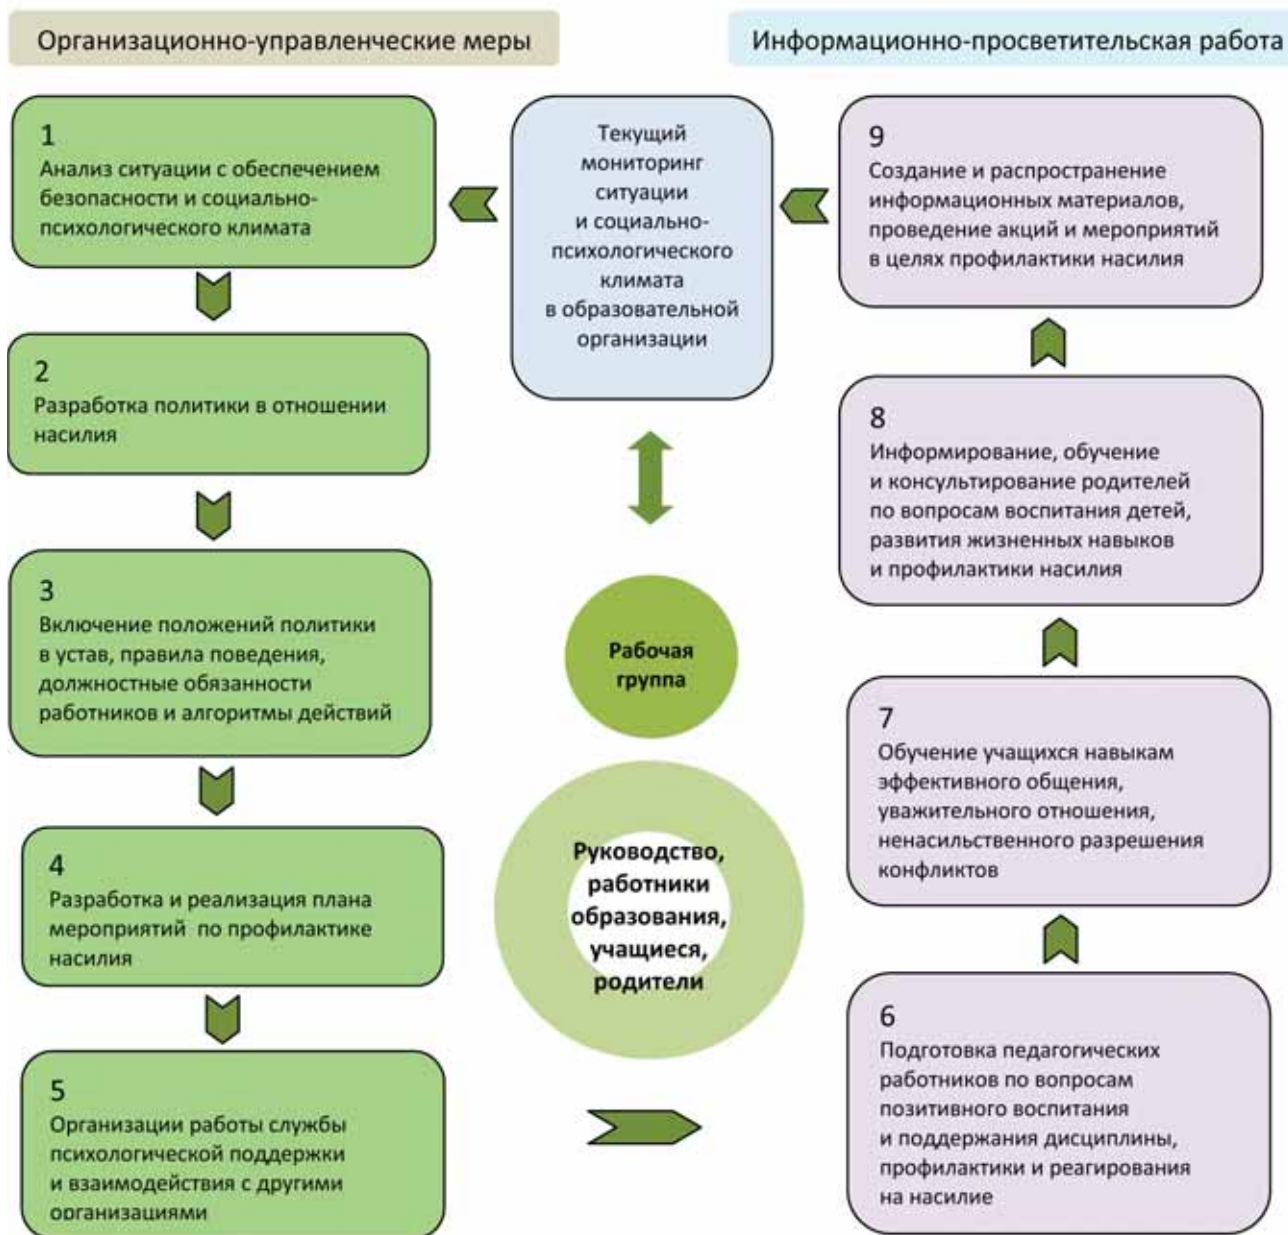 Организационно-управленческие меры
Информационно-просветительская работа
1
Анализ ситуации с обеспечением
безопасности и социально-
психологического климата
2
Разработка политики в отношении
насилия
3
Включение положений политики
в устав, правила поведения,
должностные обязанности
работников и алгоритмы действий
4
Разработка и реализация плана
мероприятий по профилактике
насилия
5
Организации работы службы
психологической поддержки
и взаимодействия с другими
организациями
Текущий
мониторинг
ситуации
и социально-
психологического
климата
в образовательной
организации
Рабочая
группа
Руководство,
работники
образования,
учащиеся,
родители
9
Создание и распространение
информационных материалов,
проведение акций и мероприятий
в целях профилактики насилия
8
Информирование, обучение
и консультирование родителей
по вопросам воспитания детей,
развития жизненных навыков
и профилактики насилия
7
Обучение учащихся навыкам
эффективного общения,
уважительного отношения,
ненасильственного разрешения
конфликтов
6
Подготовка педагогических
работников по вопросам
позитивного воспитания
и поддержания дисциплины,
профилактики и реагирования
на насилие